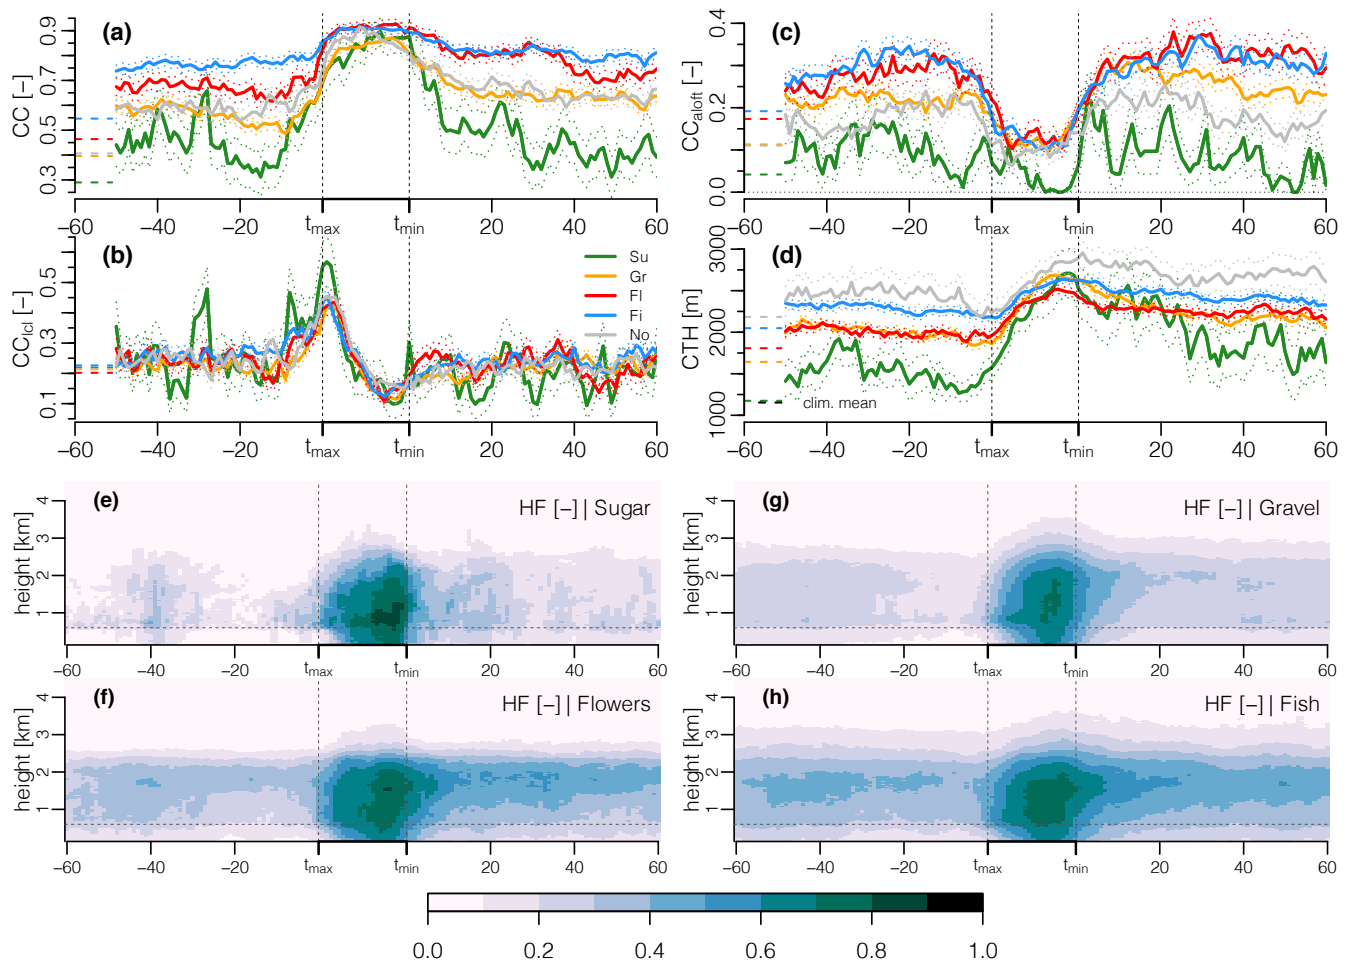 (a)
CC [–]
0.3 0.5 0.7 0.9
–60 –40 –20 tmax tmin 20 40 60
(c)
CCaloft [–]
0.0 0.2 0.4
–60 –40 –20 tmax tmin 20 40 60
(b)
CClcl [–]
0.1 0.3 0.5
Su
Gr
Fl
Fi
No
–60 –40 –20 tmax tmin 20 40 60
(d)
CTH [m]
1000 2000 3000
clim. mean
–60 –40 –20 tmax tmin 20 40 60
(e)
HF [–] | Sugar
height [km]
1 2 3 4
–60 –40 –20 tmax tmin 20 40 60
(g)
HF [–] | Gravel
height [km]
1 2 3 4
–60 –40 –20 tmax tmin 20 40 60
(f)
HF [–] | Flowers
height [km]
1 2 3 4
–60 –40 –20 tmax tmin 20 40 60
(h)
HF [–] | Fish
height [km]
1 2 3 4
–60 –40 –20 tmax tmin 20 40 60
0.0 0.2 0.4 0.6 0.8 1.0